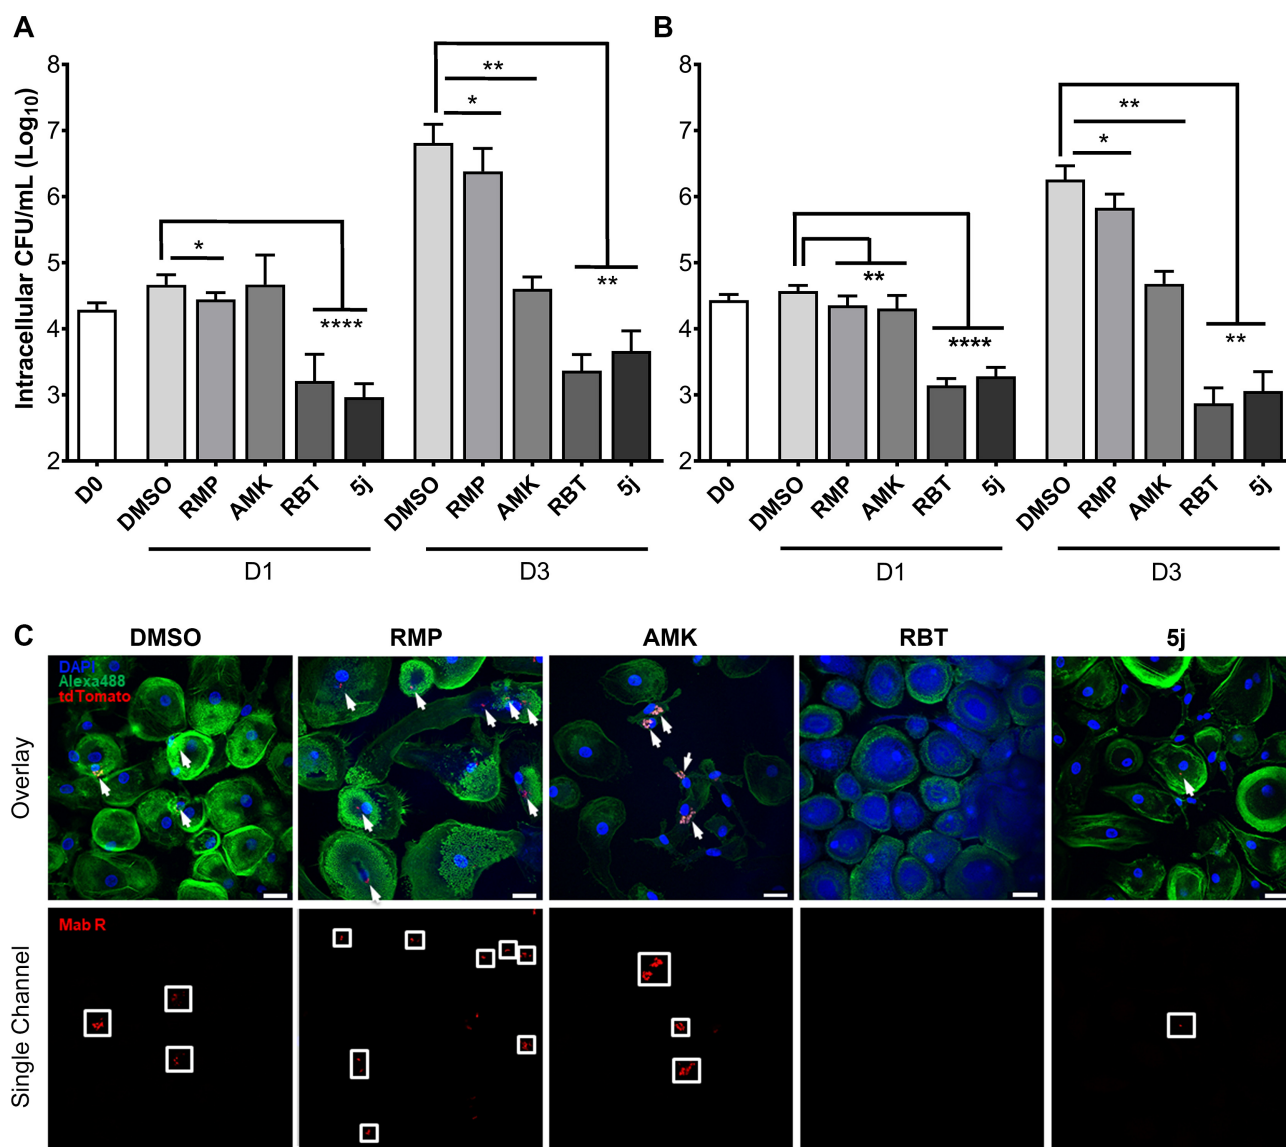 A
B
Intracellular CFU/mL (Log10)
8
7
6
5
4
3
2
*
****
*
**
**
D0
DMSO
RMP
AMK
RBT
5j
DMSO
RMP
AMK
RBT
5j
D1
D3
8
7
6
5
4
3
2
**
****
*
**
**
D0
DMSO
RMP
AMK
RBT
5j
DMSO
RMP
AMK
RBT
5j
D1
D3
C
DMSO
RMP
AMK
RBT
5j
Overlay
DAPI
Alexa488
tdTomato
Single Channel
Mab R